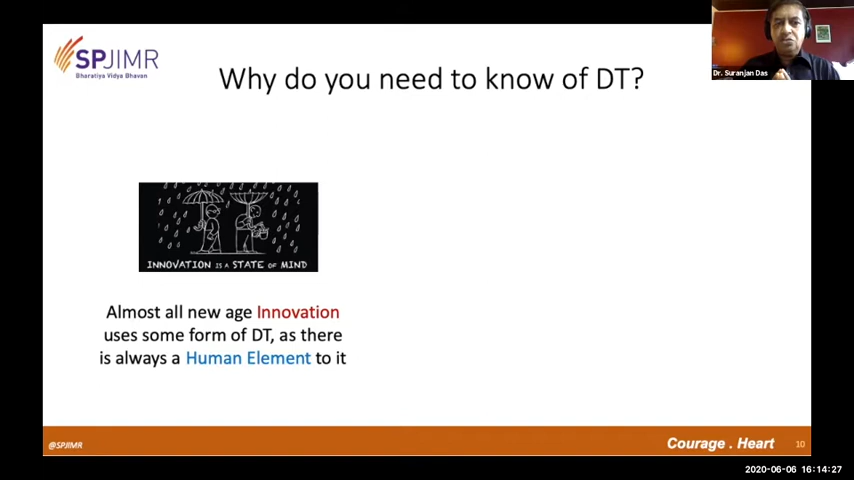 SPJIMR
Bharatiya Vidya Bhavan
Why do you need to know of DT?
Dr. Suranjan Das
INNOVATION IS A STATE OF MIND
Almost all new age Innovation
uses some form of DT, as there
is always a Human Element to it
@SPJIMR
Courage . Heart
10
2020-06-06 16:14:27